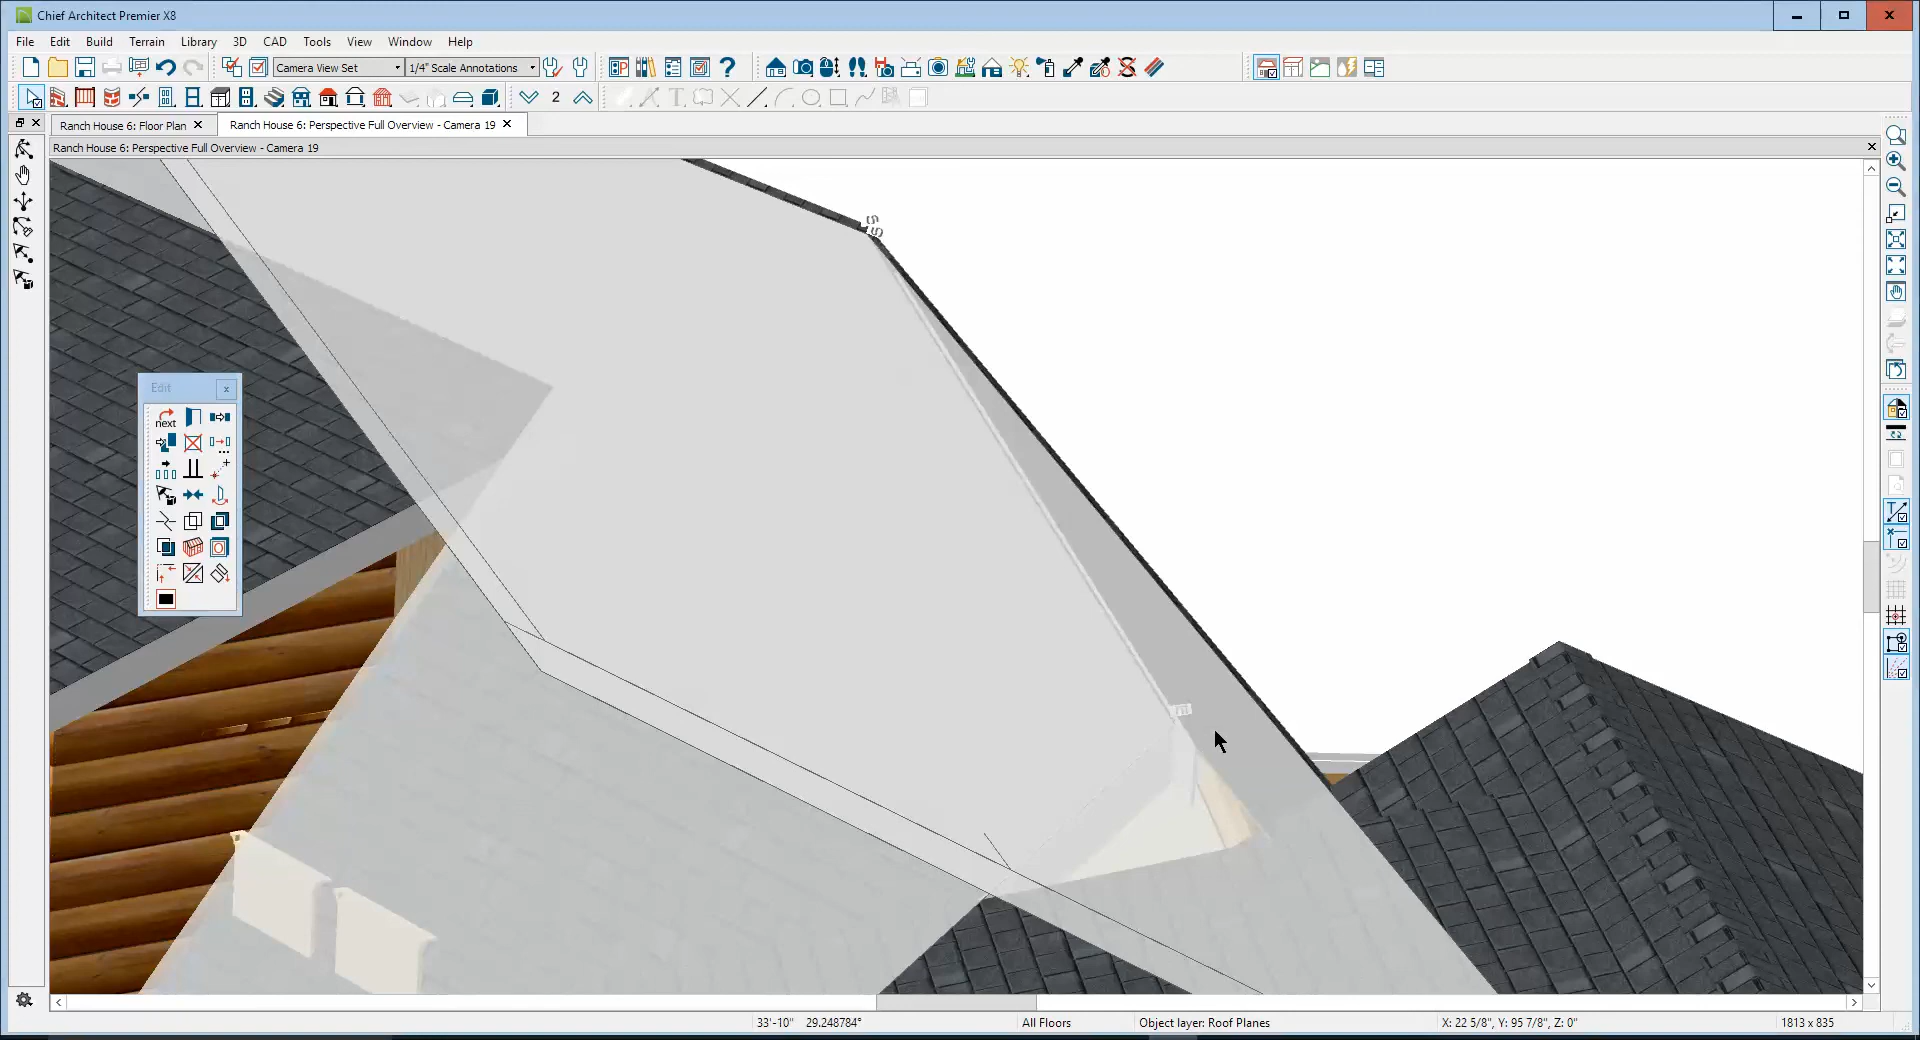 Chief Architect Premier X8
File Edit Build Terrain Library 3D CAD Tools View Window Help
Camera View Set 1/4" Scale Annotations
2
Ranch House 6: Floor Plan Ranch House 6: Perspective Full Overview - Camera 19
Ranch House 6: Perspective Full Overview - Camera 19
Edit
next
33'-10" 29.248784° All Floors Object layer: Roof Planes X: 22 5/8", Y: 95 7/8", Z: 0" 1813 x 835